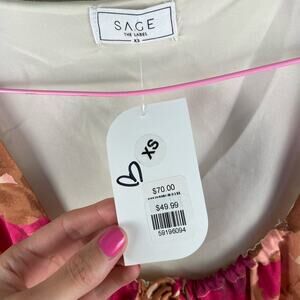 SAGE
THE LABEL
XS
XS
$70.00
$49.99
59196094